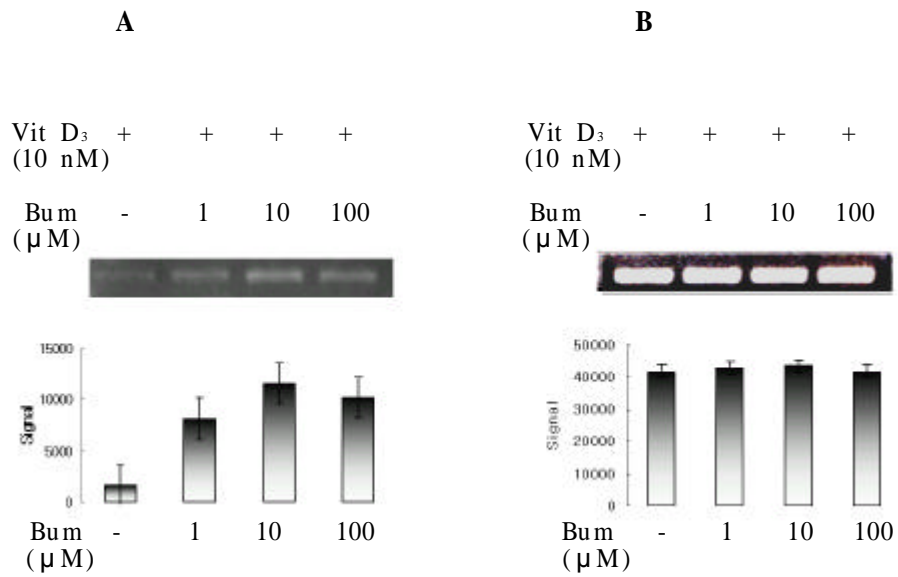 A
Vit D₃ + + + +
(10 nM)
Bum - 1 10 100
(μM)
15000
10000
5000
0
Signal
Bum - 1 10 100
(μM)
B
Vit D₃ + + + +
(10 nM)
Bum - 1 10 100
(μM)
50000
40000
30000
20000
10000
0
Signal
Bum - 1 10 100
(μM)